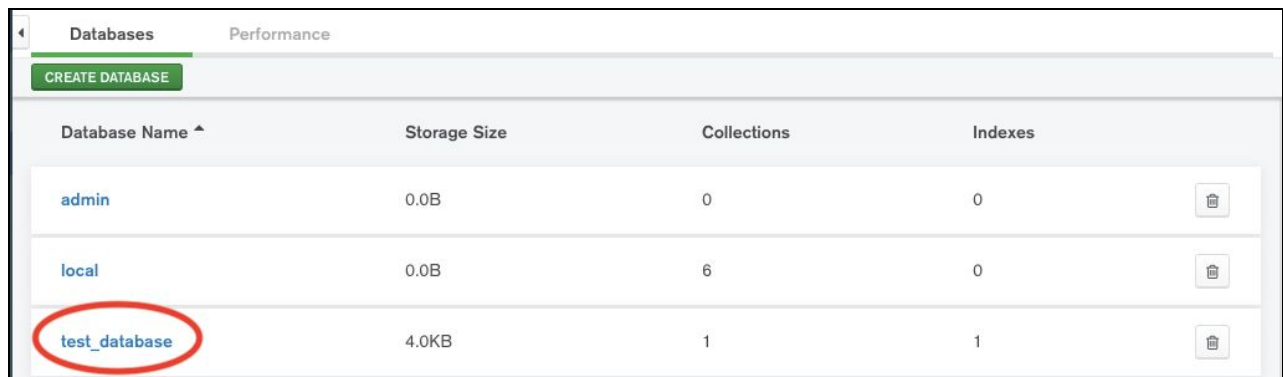 Databases Performance
CREATE DATABASE
Database Name Storage Size Collections Indexes
admin 0.0B 0 0
local 0.0B 6 0
test_database 4.0KB 1 1